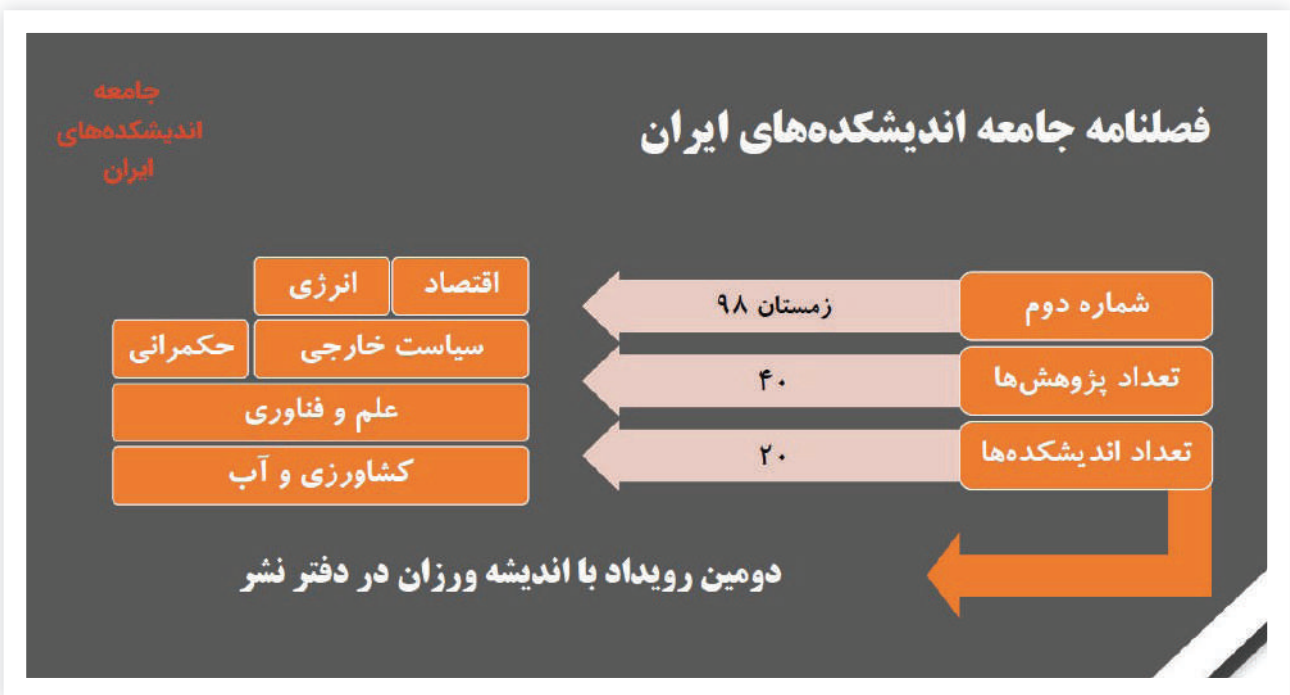 جامعه
اندیشکده‌های
ایران
فصلنامه جامعه اندیشکده‌های ایران
شماره دوم
زمستان ۹۸
اقتصاد
انرژی
سیاست خارجی
حکمرانی
تعداد پژوهش‌ها
۴۰
علم و فناوری
تعداد اندیشکده‌ها
۲۰
کشاورزی و آب
دومین رویداد با اندیشه ورزان در دفتر نشر